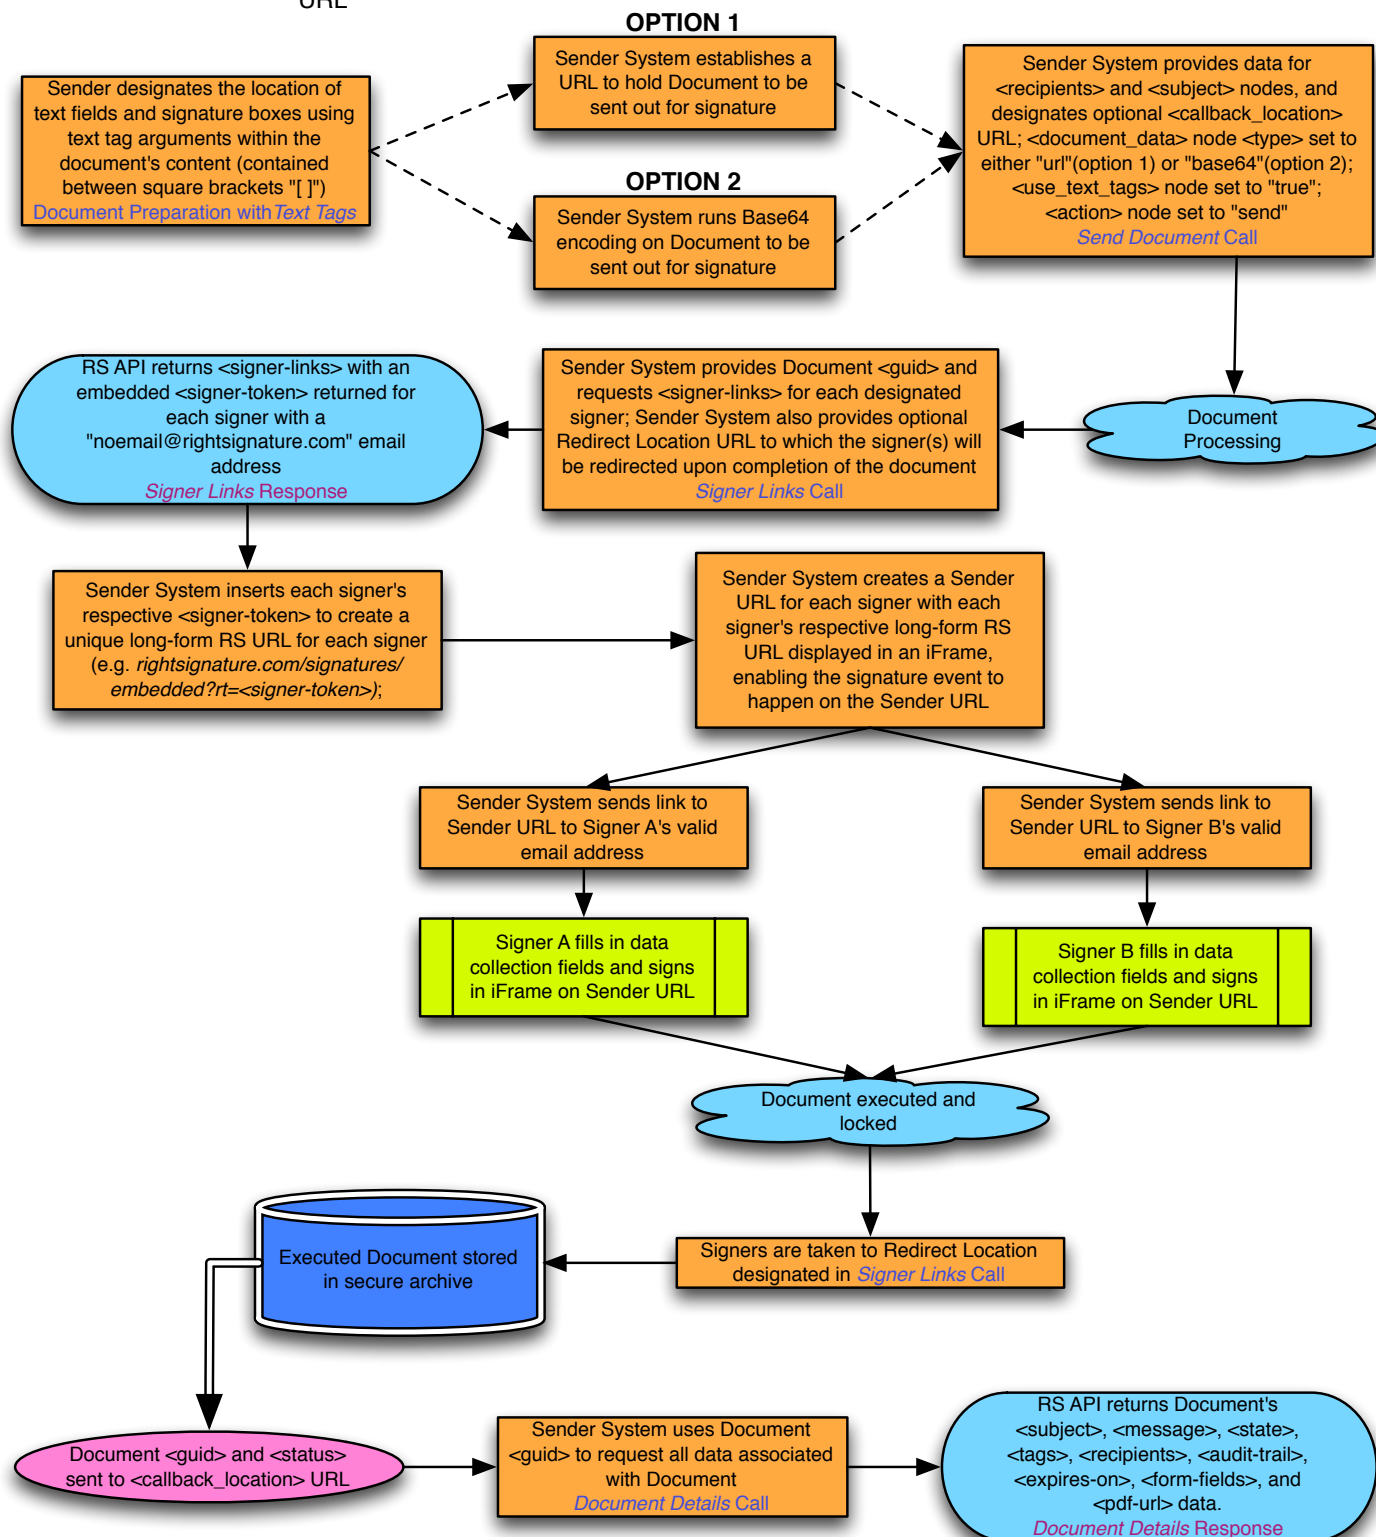 URL
OPTION 1
Sender designates the location of
text fields and signature boxes using
text tag arguments within the
document's content (contained
between square brackets "[ ]")
Document Preparation with Text Tags
Sender System establishes a
URL to hold Document to be
sent out for signature
OPTION 2
Sender System runs Base64
encoding on Document to be
sent out for signature
Sender System provides data for
<recipients> and <subject> nodes, and
designates optional <callback_location>
URL; <document_data> node <type> set to
either "url"(option 1) or "base64"(option 2);
<use_text_tags> node set to "true";
<action> node set to "send"
Send Document Call
Document
Processing
Sender System provides Document <guid> and
requests <signer-links> for each designated
signer; Sender System also provides optional
Redirect Location URL to which the signer(s) will
be redirected upon completion of the document
Signer Links Call
RS API returns <signer-links> with an
embedded <signer-token> returned for
each signer with a
"noemail@rightsignature.com" email
address
Signer Links Response
Sender System inserts each signer's
respective <signer-token> to create a
unique long-form RS URL for each signer
(e.g. rightsignature.com/signatures/
embedded?rt=<signer-token>);
Sender System creates a Sender
URL for each signer with each
signer's respective long-form RS
URL displayed in an iFrame,
enabling the signature event to
happen on the Sender URL
Sender System sends link to
Sender URL to Signer A's valid
email address
Sender System sends link to
Sender URL to Signer B's valid
email address
Signer A fills in data
collection fields and signs
in iFrame on Sender URL
Signer B fills in data
collection fields and signs
in iFrame on Sender URL
Document executed and
locked
Signers are taken to Redirect Location
designated in Signer Links Call
Executed Document stored
in secure archive
Document <guid> and <status>
sent to <callback_location> URL
Sender System uses Document
<guid> to request all data associated
with Document
Document Details Call
RS API returns Document's
<subject>, <message>, <state>,
<tags>, <recipients>, <audit-trail>,
<expires-on>, <form-fields>, and
<pdf-url> data.
Document Details Response